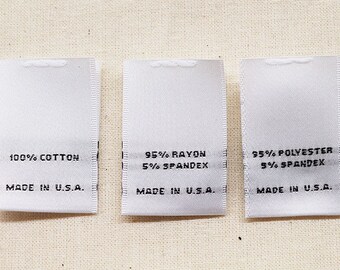 100% COTTON
MADE IN U.S.A.
95% RAYON
5% SPANDEX
MADE IN U.S.A.
95% POLYESTER
5% SPANDEX
MADE IN U.S.A.